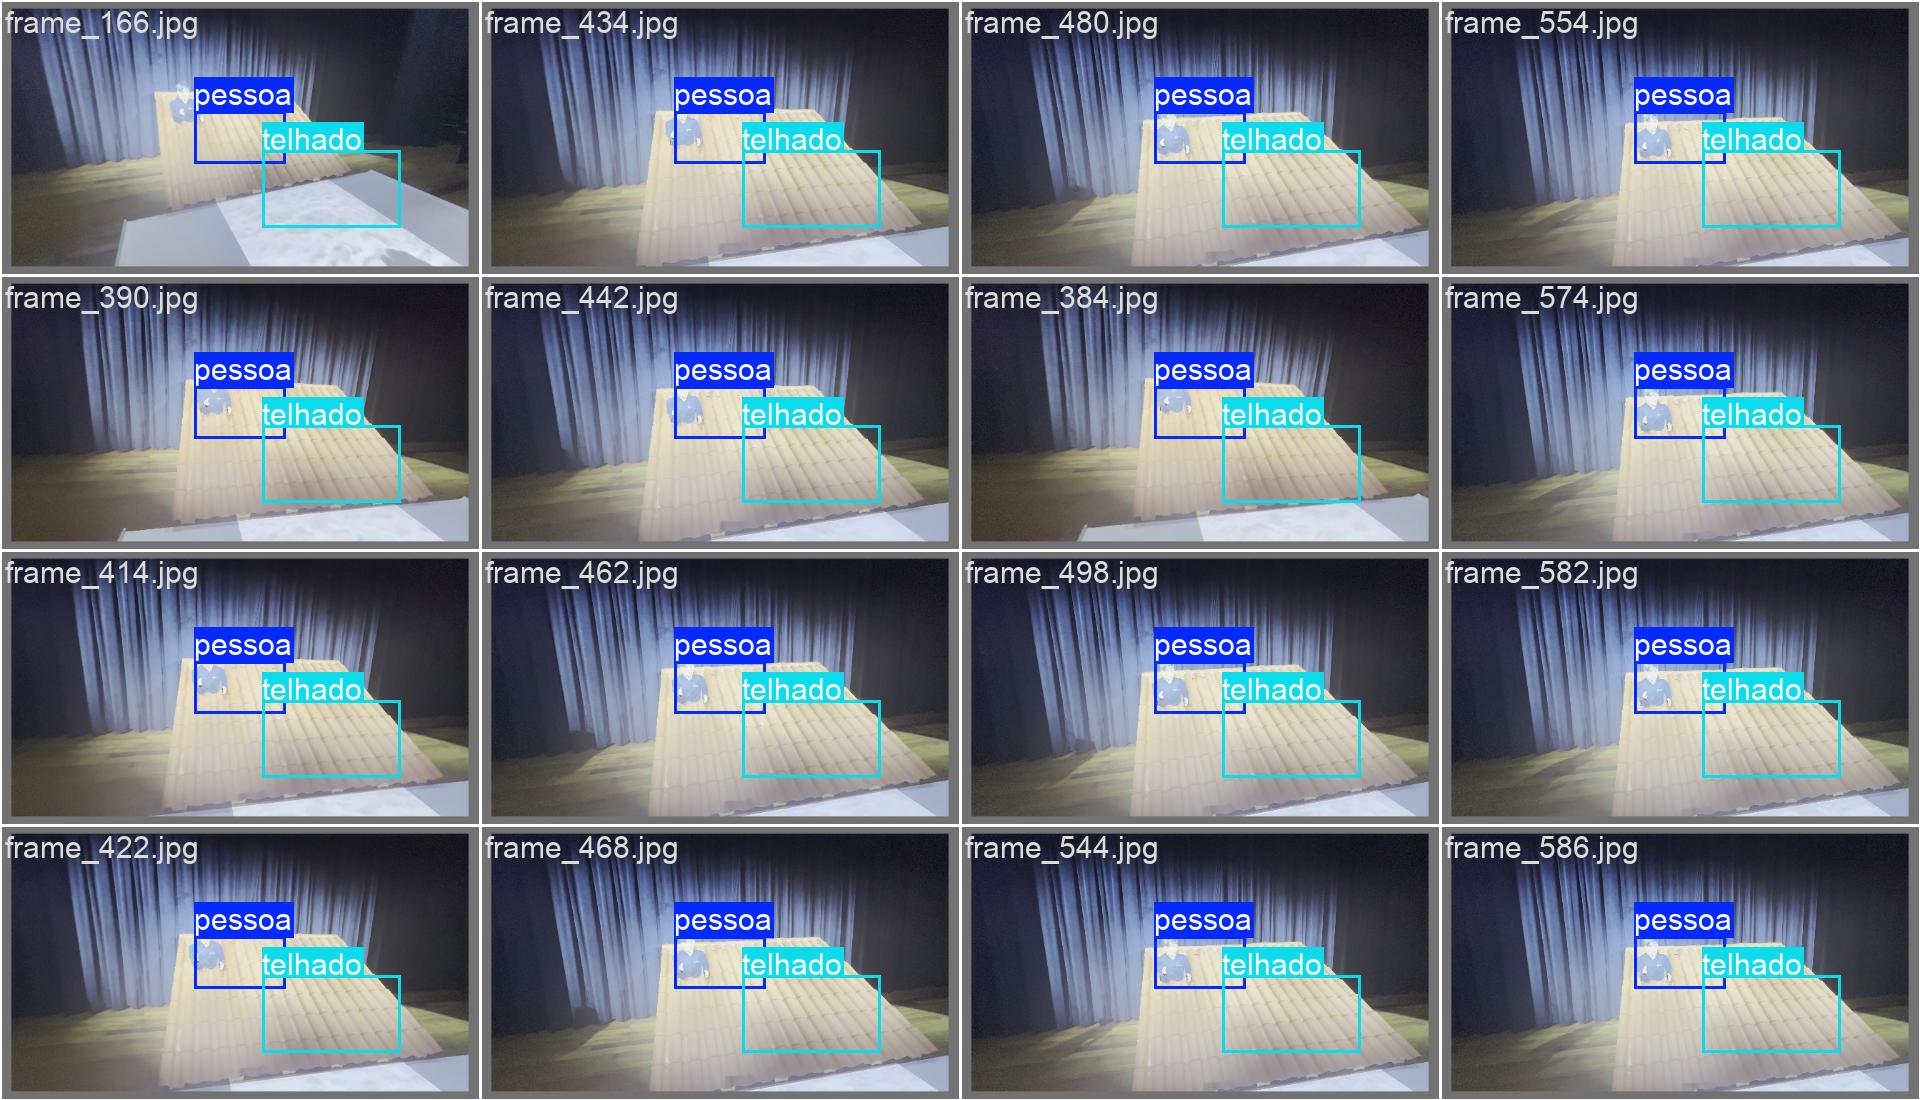 frame_166.jpg
pessoa
telhado
frame_434.jpg
pessoa
telhado
frame_480.jpg
pessoa
telhado
frame_554.jpg
pessoa
telhado
frame_390.jpg
pessoa
telhado
frame_442.jpg
pessoa
telhado
frame_384.jpg
pessoa
telhado
frame_574.jpg
pessoa
telhado
frame_414.jpg
pessoa
telhado
frame_462.jpg
pessoa
telhado
frame_498.jpg
pessoa
telhado
frame_582.jpg
pessoa
telhado
frame_422.jpg
pessoa
telhado
frame_468.jpg
pessoa
telhado
frame_544.jpg
pessoa
telhado
frame_586.jpg
pessoa
telhado